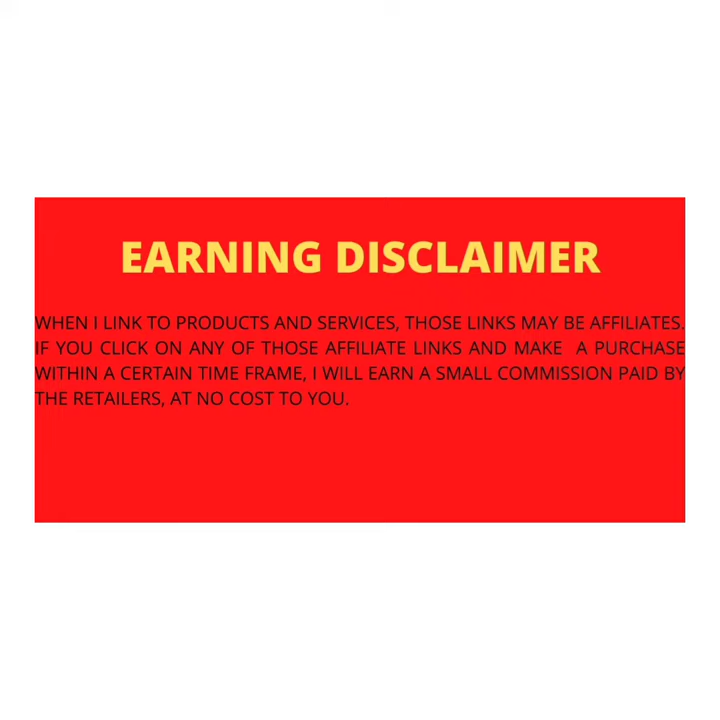 EARNING DISCLAIMER
WHEN I LINK TO PRODUCTS AND SERVICES, THOSE LINKS MAY BE AFFILIATES.
IF YOU CLICK ON ANY OF THOSE AFFILIATE LINKS AND MAKE A PURCHASE
WITHIN A CERTAIN TIME FRAME, I WILL EARN A SMALL COMMISSION PAID BY
THE RETAILERS, AT NO COST TO YOU.